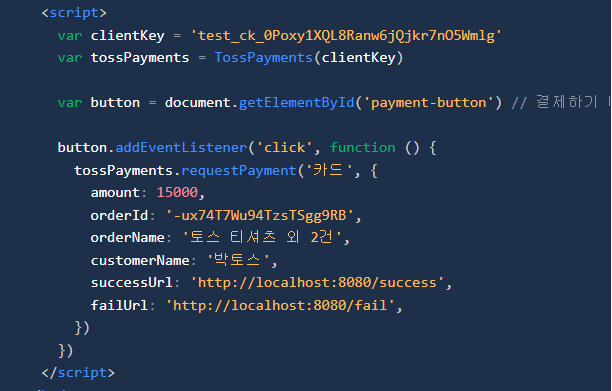 <script>
var clientKey = 'test_ck_0Poxy1XQL8Ranw6jQjkr7nO5Wmlg'
var tossPayments = TossPayments(clientKey)
var button = document.getElementById('payment-button') // 결제하기
button.addEventListener('click', function () {
tossPayments.requestPayment('카드', {
amount: 15000,
orderId: '-ux74T7Wu94TzsTSgg9RB',
orderName: '토스 티셔츠 외 2건',
customerName: '박토스',
successUrl: 'http://localhost:8080/success',
failUrl: 'http://localhost:8080/fail',
})
})
</script>